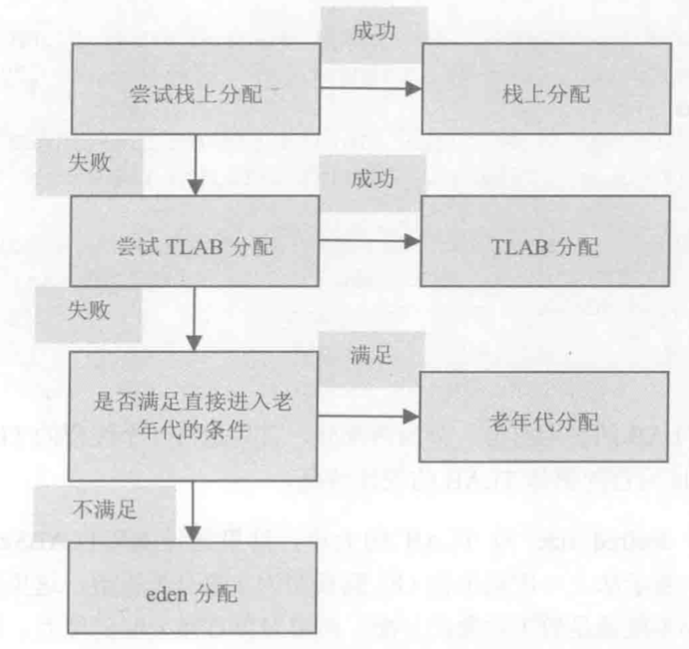 成功
尝试栈上分配
栈上分配
失败
成功
尝试 TLAB 分配
TLAB 分配
失败
满足
是否满足直接进入老
年代的条件
老年代分配
不满足
eden 分配